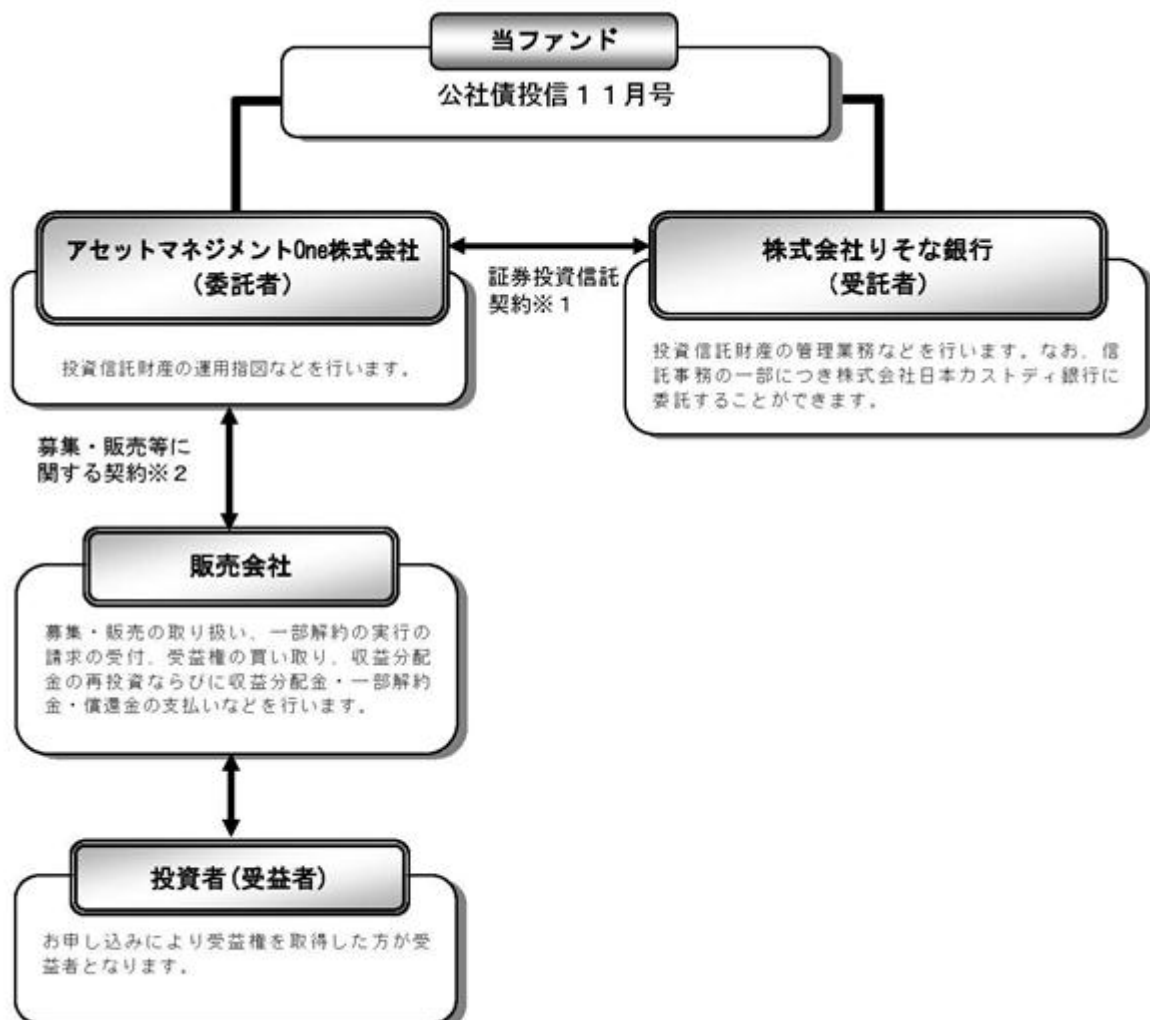 当ファンド
公社債投信１１月号
アセットマネジメントOne株式会社
(委託者)
投資信託財産の運用指図などを行います。
証券投資信託
契約※１
株式会社りそな銀行
(受託者)
投資信託財産の管理業務などを行います。なお、信
託事務の一部につき株式会社日本カストディ銀行に
委託することができます。
募集・販売等に
関する契約※２
販売会社
募集・販売の取り扱い、一部解約の実行の
請求の受付、受益権の買い取り、収益分配
金の再投資ならびに収益分配金・一部解約
金・償還金の支払いなどを行います。
投資者(受益者)
お申し込みにより受益権を取得した方が受
益者となります。